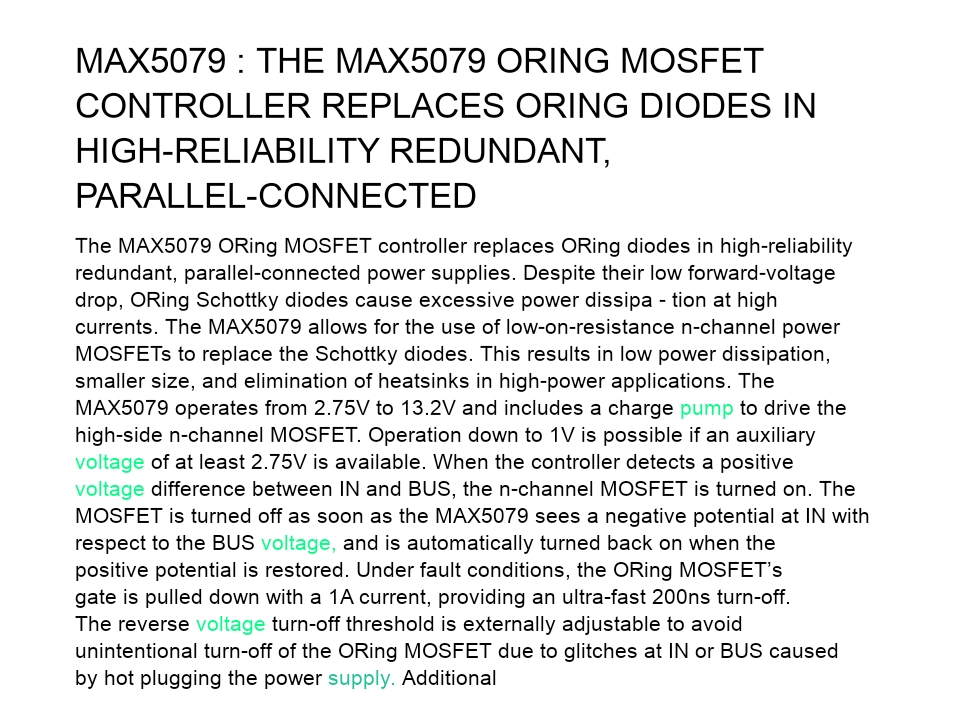 MAX5079 : THE MAX5079 ORING MOSFET
CONTROLLER REPLACES ORING DIODES IN
HIGH-RELIABILITY REDUNDANT,
PARALLEL-CONNECTED
The MAX5079 ORing MOSFET controller replaces ORing diodes in high-reliability
redundant, parallel-connected power supplies. Despite their low forward-voltage
drop, ORing Schottky diodes cause excessive power dissipa - tion at high
currents. The MAX5079 allows for the use of low-on-resistance n-channel power
MOSFETs to replace the Schottky diodes. This results in low power dissipation,
smaller size, and elimination of heatsinks in high-power applications. The
MAX5079 operates from 2.75V to 13.2V and includes a charge pump to drive the
high-side n-channel MOSFET. Operation down to 1V is possible if an auxiliary
voltage of at least 2.75V is available. When the controller detects a positive
voltage difference between IN and BUS, the n-channel MOSFET is turned on. The
MOSFET is turned off as soon as the MAX5079 sees a negative potential at IN with
respect to the BUS voltage, and is automatically turned back on when the
positive potential is restored. Under fault conditions, the ORing MOSFET’s
gate is pulled down with a 1A current, providing an ultra-fast 200ns turn-off.
The reverse voltage turn-off threshold is externally adjustable to avoid
unintentional turn-off of the ORing MOSFET due to glitches at IN or BUS caused
by hot plugging the power supply. Additional